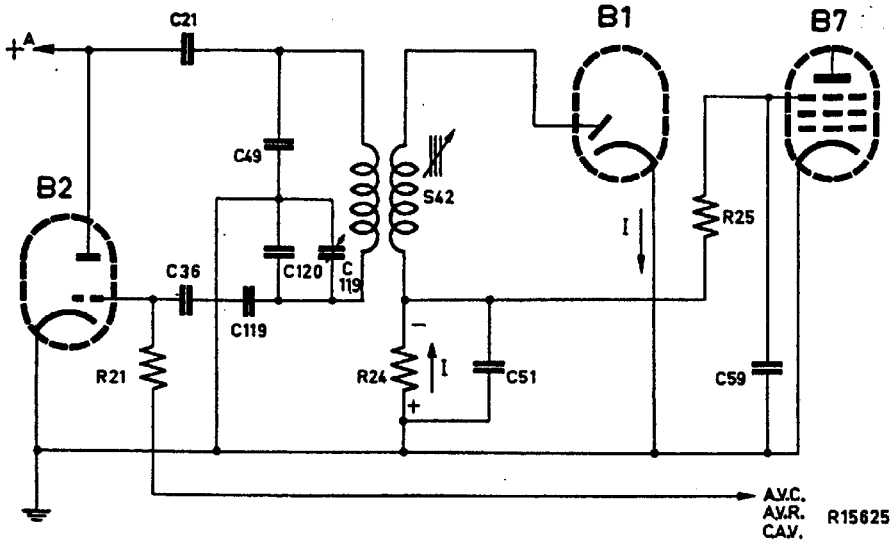 C21
B1
B7
+A
C49
S42
B2
R25
I
C36
C120
C
119
C119
R21
R24
−
I
+
C51
C59
A.V.C.
A.V.R.
C.A.V.
R15625